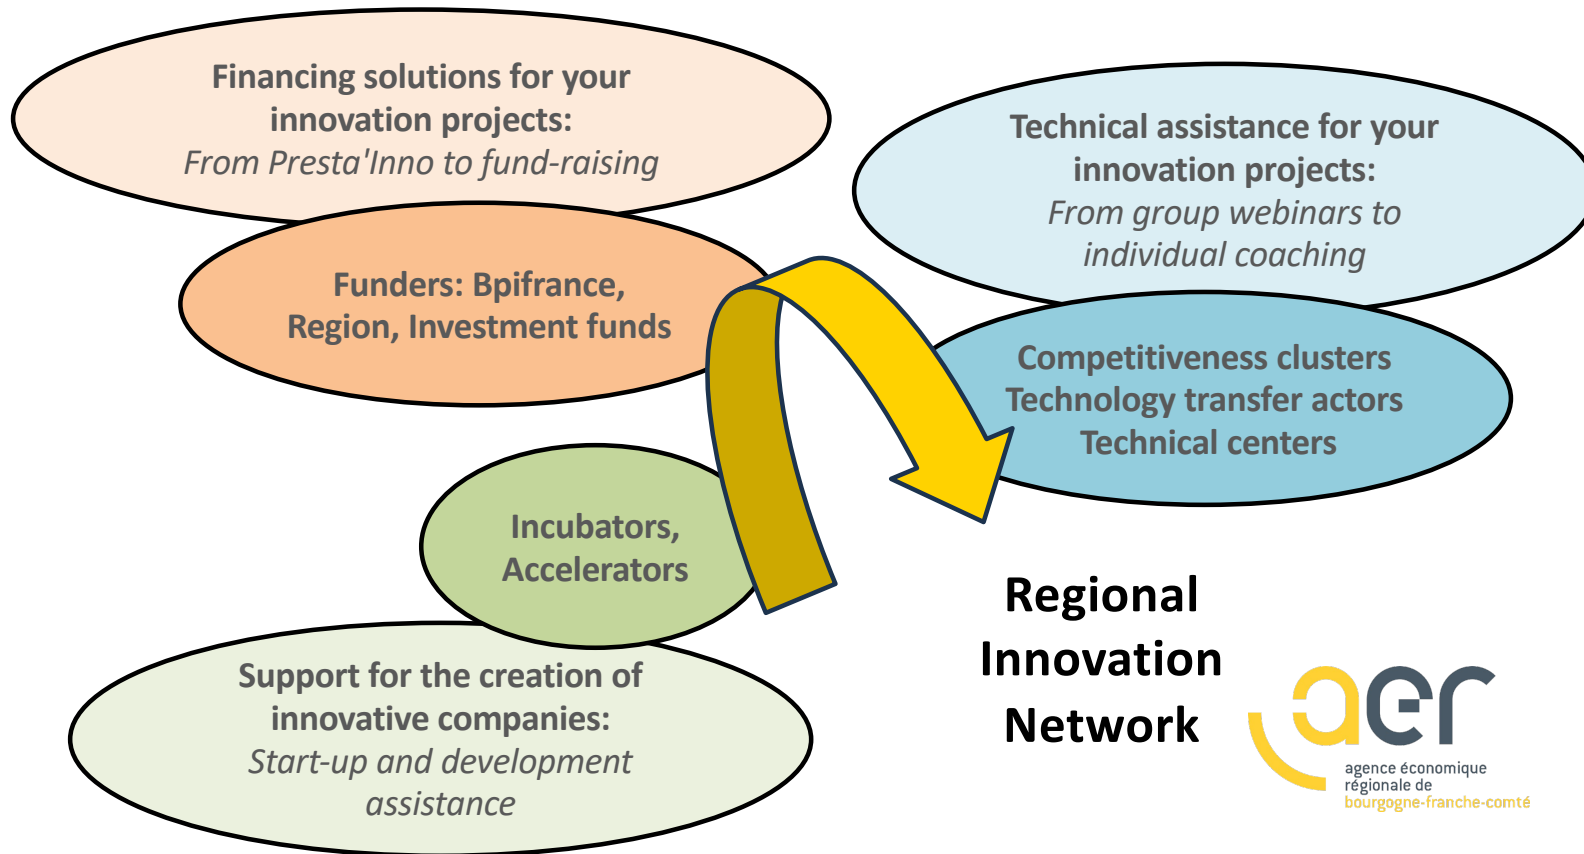 Financing solutions for your
innovation projects:
From Presta'Inno to fund-raising
Funders: Bpifrance,
Region, Investment funds
Technical assistance for your
innovation projects:
From group webinars to
individual coaching
Competitiveness clusters
Technology transfer actors
Technical centers
Incubators,
Accelerators
Support for the creation of
innovative companies:
Start-up and development
assistance
Regional
Innovation
Network
aer
agence économique
régionale de
bourgogne-franche-comté